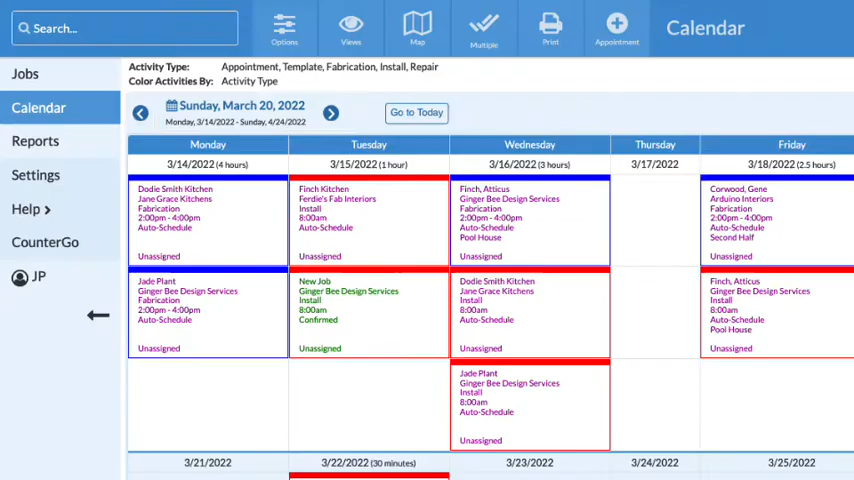 Search...
Options
Views
Map
Multiple
Print
Appointment
Calendar
Jobs
Calendar
Reports
Settings
Help
CounterGo
JP
Activity Type: Appointment, Template, Fabrication, Install, Repair
Color Activities By: Activity Type
Sunday, March 20, 2022
Monday, 3/14/2022 - Sunday, 4/24/2022
Go to Today
Monday
Tuesday
Wednesday
Thursday
Friday
3/14/2022 (4 hours)
3/15/2022 (1 hour)
3/16/2022 (3 hours)
3/17/2022
3/18/2022 (2.5 hours)
Dodie Smith Kitchen
Jane Grace Kitchens
Fabrication
2:00pm - 4:00pm
Auto-Schedule
Unassigned
Finch Kitchen
Ferdie's Fab Interiors
Install
8:00am
Auto-Schedule
Unassigned
Finch, Atticus
Ginger Bee Design Services
Fabrication
2:00pm - 4:00pm
Auto-Schedule
Pool House
Unassigned
Corwood, Gene
Arduino Interiors
Fabrication
2:00pm - 4:00pm
Auto-Schedule
Second Half
Unassigned
Jade Plant
Ginger Bee Design Services
Fabrication
2:00pm - 4:00pm
Auto-Schedule
Unassigned
New Job
Ginger Bee Design Services
Install
8:00am
Confirmed
Unassigned
Dodie Smith Kitchen
Jane Grace Kitchens
Install
8:00am
Auto-Schedule
Unassigned
Finch, Atticus
Ginger Bee Design Services
Install
8:00am
Auto-Schedule
Pool House
Unassigned
Jade Plant
Ginger Bee Design Services
Install
8:00am
Auto-Schedule
Unassigned
3/21/2022
3/22/2022 (30 minutes)
3/23/2022
3/24/2022
3/25/2022